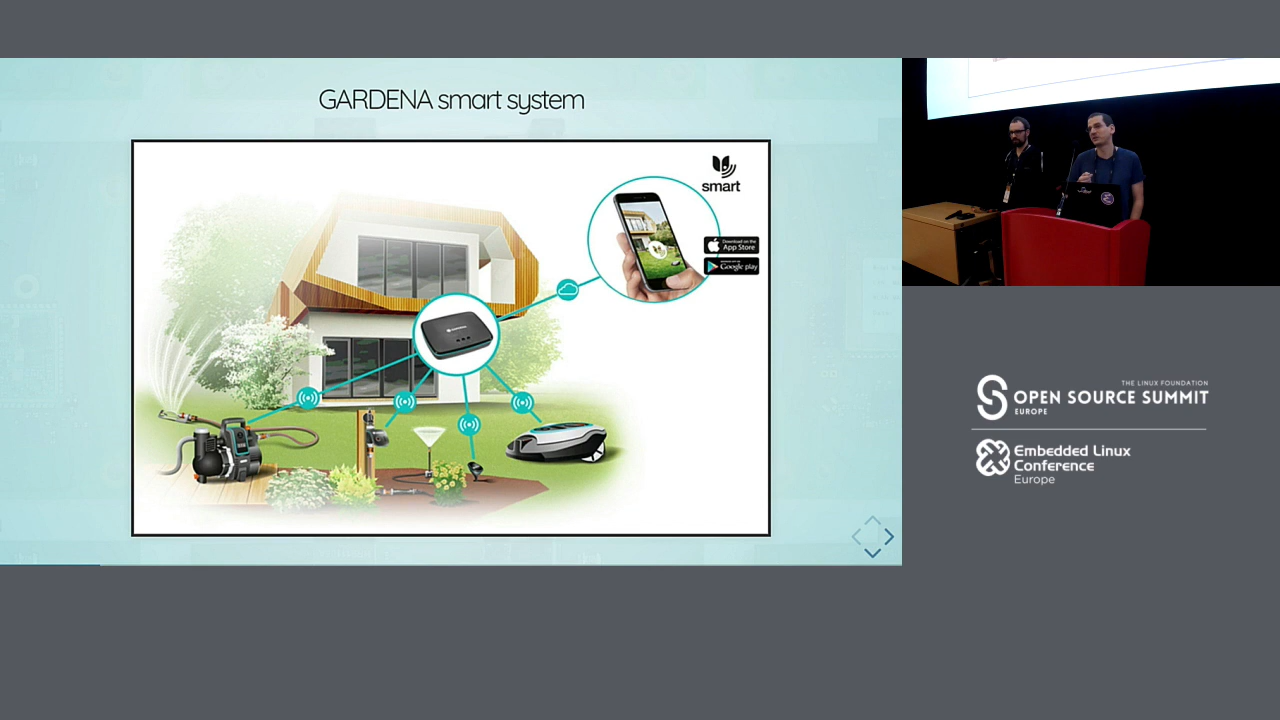 GARDENA smart system
smart
Download on the
App Store
Google play
THE LINUX FOUNDATION
OPEN SOURCE SUMMIT
EUROPE
Embedded Linux
Conference
Europe